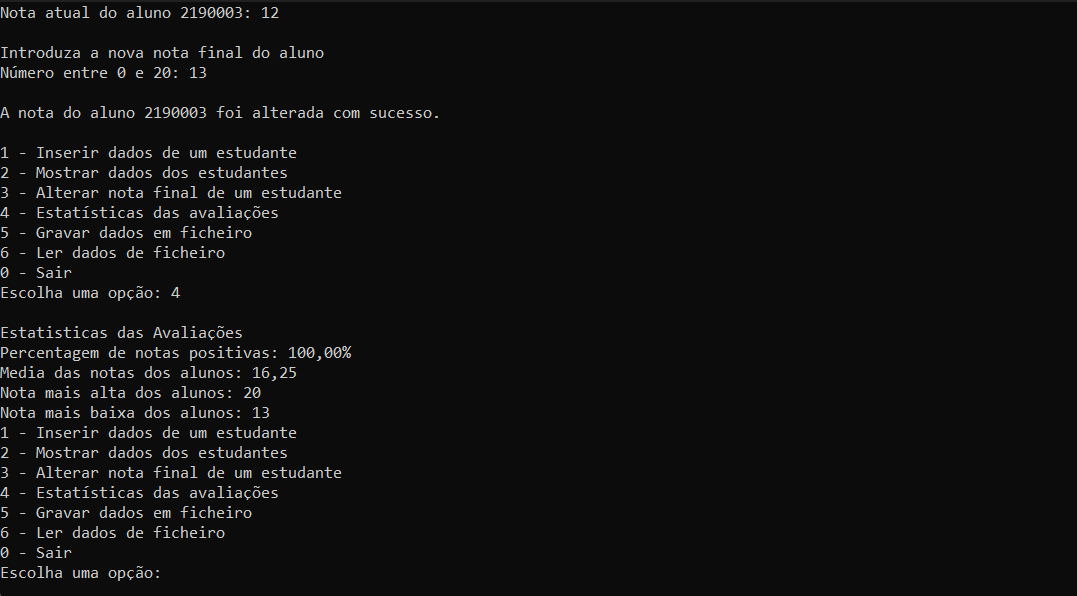 Nota atual do aluno 2190003: 12
Introduza a nova nota final do aluno
Número entre 0 e 20: 13
A nota do aluno 2190003 foi alterada com sucesso.
1 - Inserir dados de um estudante
2 - Mostrar dados dos estudantes
3 - Alterar nota final de um estudante
4 - Estatísticas das avaliações
5 - Gravar dados em ficheiro
6 - Ler dados de ficheiro
0 - Sair
Escolha uma opção: 4
Estatisticas das Avaliações
Percentagem de notas positivas: 100,00%
Media das notas dos alunos: 16,25
Nota mais alta dos alunos: 20
Nota mais baixa dos alunos: 13
1 - Inserir dados de um estudante
2 - Mostrar dados dos estudantes
3 - Alterar nota final de um estudante
4 - Estatísticas das avaliações
5 - Gravar dados em ficheiro
6 - Ler dados de ficheiro
0 - Sair
Escolha uma opção: